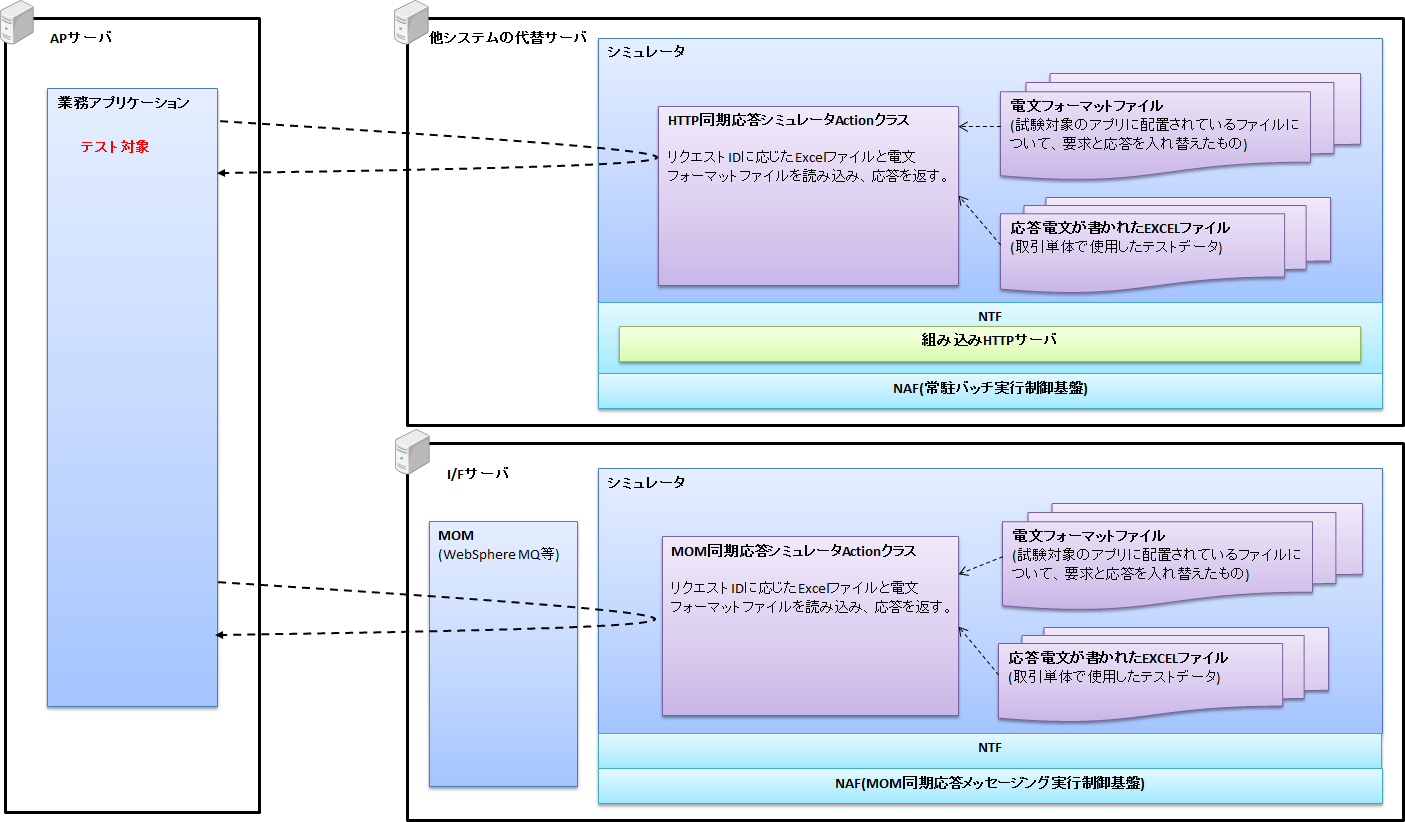 APサーバ
業務アプリケーション
テスト対象
他システムの代替サーバ
シミュレータ
HTTP同期応答シミュレータActionクラス
リクエストIDに応じたExcelファイルと電文
フォーマットファイルを読み込み、応答を返す。
電文フォーマットファイル
(試験対象のアプリに配置されているファイルに
ついて、要求と応答を入れ替えたもの)
応答電文が書かれたEXCELファイル
(取引単体で使用したテストデータ)
NTF
組み込みHTTPサーバ
NAF(常駐バッチ実行制御基盤)
I/Fサーバ
MOM
(WebSphere MQ等)
シミュレータ
MOM同期応答シミュレータActionクラス
リクエストIDに応じたExcelファイルと電文
フォーマットファイルを読み込み、応答を返す。
電文フォーマットファイル
(試験対象のアプリに配置されているファイルに
ついて、要求と応答を入れ替えたもの)
応答電文が書かれたEXCELファイル
(取引単体で使用したテストデータ)
NTF
NAF(MOM同期応答メッセージング実行制御基盤)